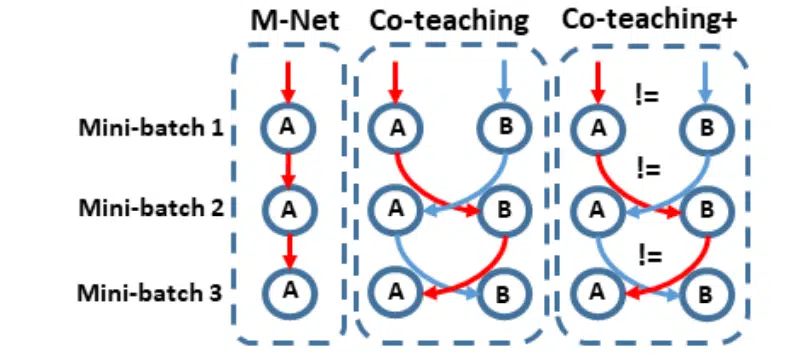 M-Net Co-teaching Co-teaching+
!=
Mini-batch 1 A A B A B
!=
Mini-batch 2 A A B A B
!=
Mini-batch 3 A A B A B